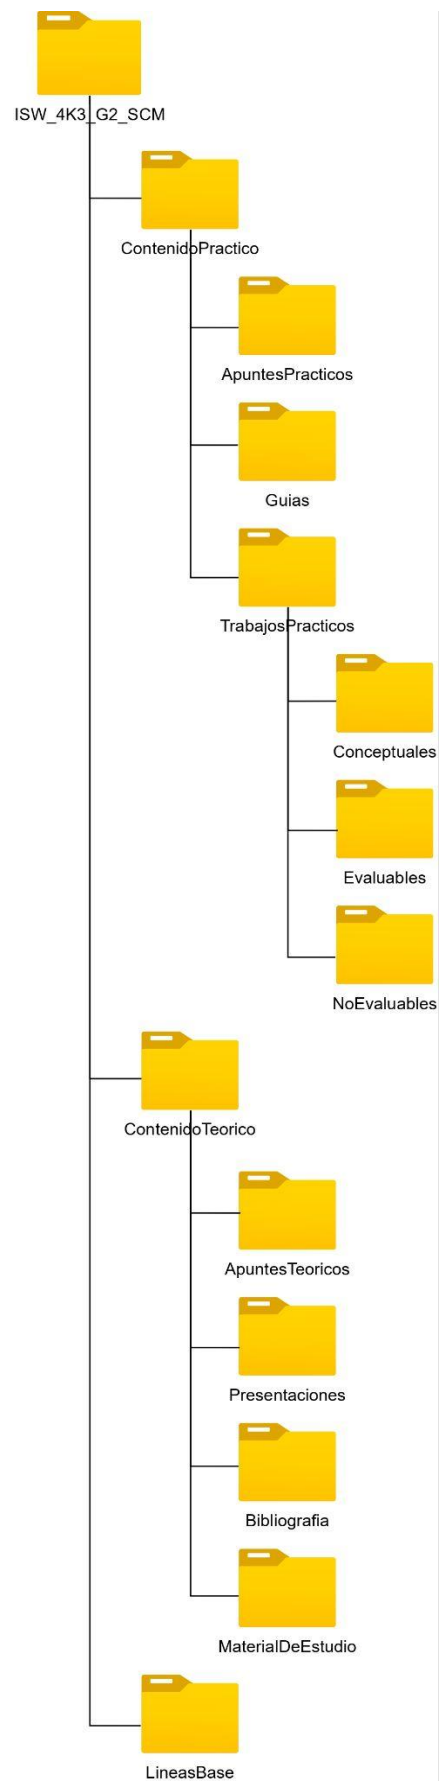 ISW_4K3_G2_SCM
ContenidoPractico
ApuntesPracticos
Guias
TrabajosPracticos
Conceptuales
Evaluables
NoEvaluables
ContenidoTeorico
ApuntesTeoricos
Presentaciones
Bibliografia
MaterialDeEstudio
LineasBase